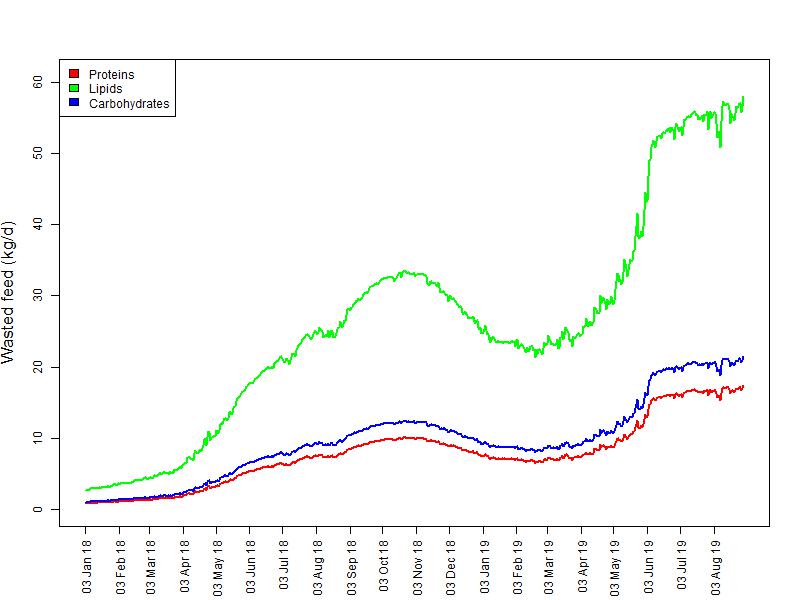 Proteins
Lipids
Carbohydrates
Wasted feed (kg/d)
60
50
40
30
20
10
0
03 Jan 18
03 Feb 18
03 Mar 18
03 Apr 18
03 May 18
03 Jun 18
03 Jul 18
03 Aug 18
03 Sep 18
03 Oct 18
03 Nov 18
03 Dec 18
03 Jan 19
03 Feb 19
03 Mar 19
03 Apr 19
03 May 19
03 Jun 19
03 Jul 19
03 Aug 19